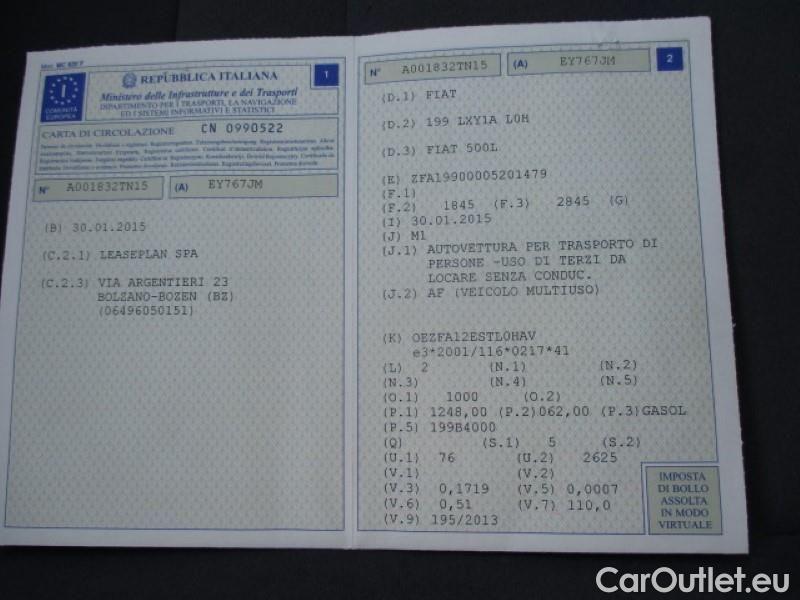 Mod. MC 820 F
I
COMUNITÀ
EUROPEA
REPUBBLICA ITALIANA
1
Ministero delle Infrastrutture e dei Trasporti
DIPARTIMENTO PER I TRASPORTI, LA NAVIGAZIONE
ED I SISTEMI INFORMATIVI E STATISTICI
CARTA DI CIRCOLAZIONE CN 0990522
N° A001832TN15 (A) EY767JM
(B) 30.01.2015
(C.2.1) LEASEPLAN SPA
(C.2.3) VIA ARGENTIERI 23
BOLZANO-BOZEN (BZ)
(06496050151)
N° A001832TN15 (A) EY767JM
2
(D.1) FIAT
(D.2) 199 LXY1A L0H
(D.3) FIAT 500L
(E) ZFA19900005201479
(F.1)
(F.2) 1845 (F.3) 2845 (G)
(I) 30.01.2015
(J) M1
(J.1) AUTOVETTURA PER TRASPORTO DI
PERSONE -USO DI TERZI DA
LOCARE SENZA CONDUC.
(J.2) AF (VEICOLO MULTIUSO)
(K) OEZFA12ESTL0HAV
e3*2001/116*0217*41
(L) 2 (N.1) (N.2)
(N.3) (N.4) (N.5)
(O.1) 1000 (O.2)
(P.1) 1248,00 (P.2)062,00 (P.3)GASOL
(P.5) 199B4000
(Q) (S.1) 5 (S.2)
(U.1) 76 (U.2) 2625
(V.1) (V.2)
(V.3) 0,1719 (V.5) 0,0007
(V.6) 0,51 (V.7) 110,0
(V.9) 195/2013
IMPOSTA
DI BOLLO
ASSOLTA
IN MODO
VIRTUALE
CarOutlet.eu